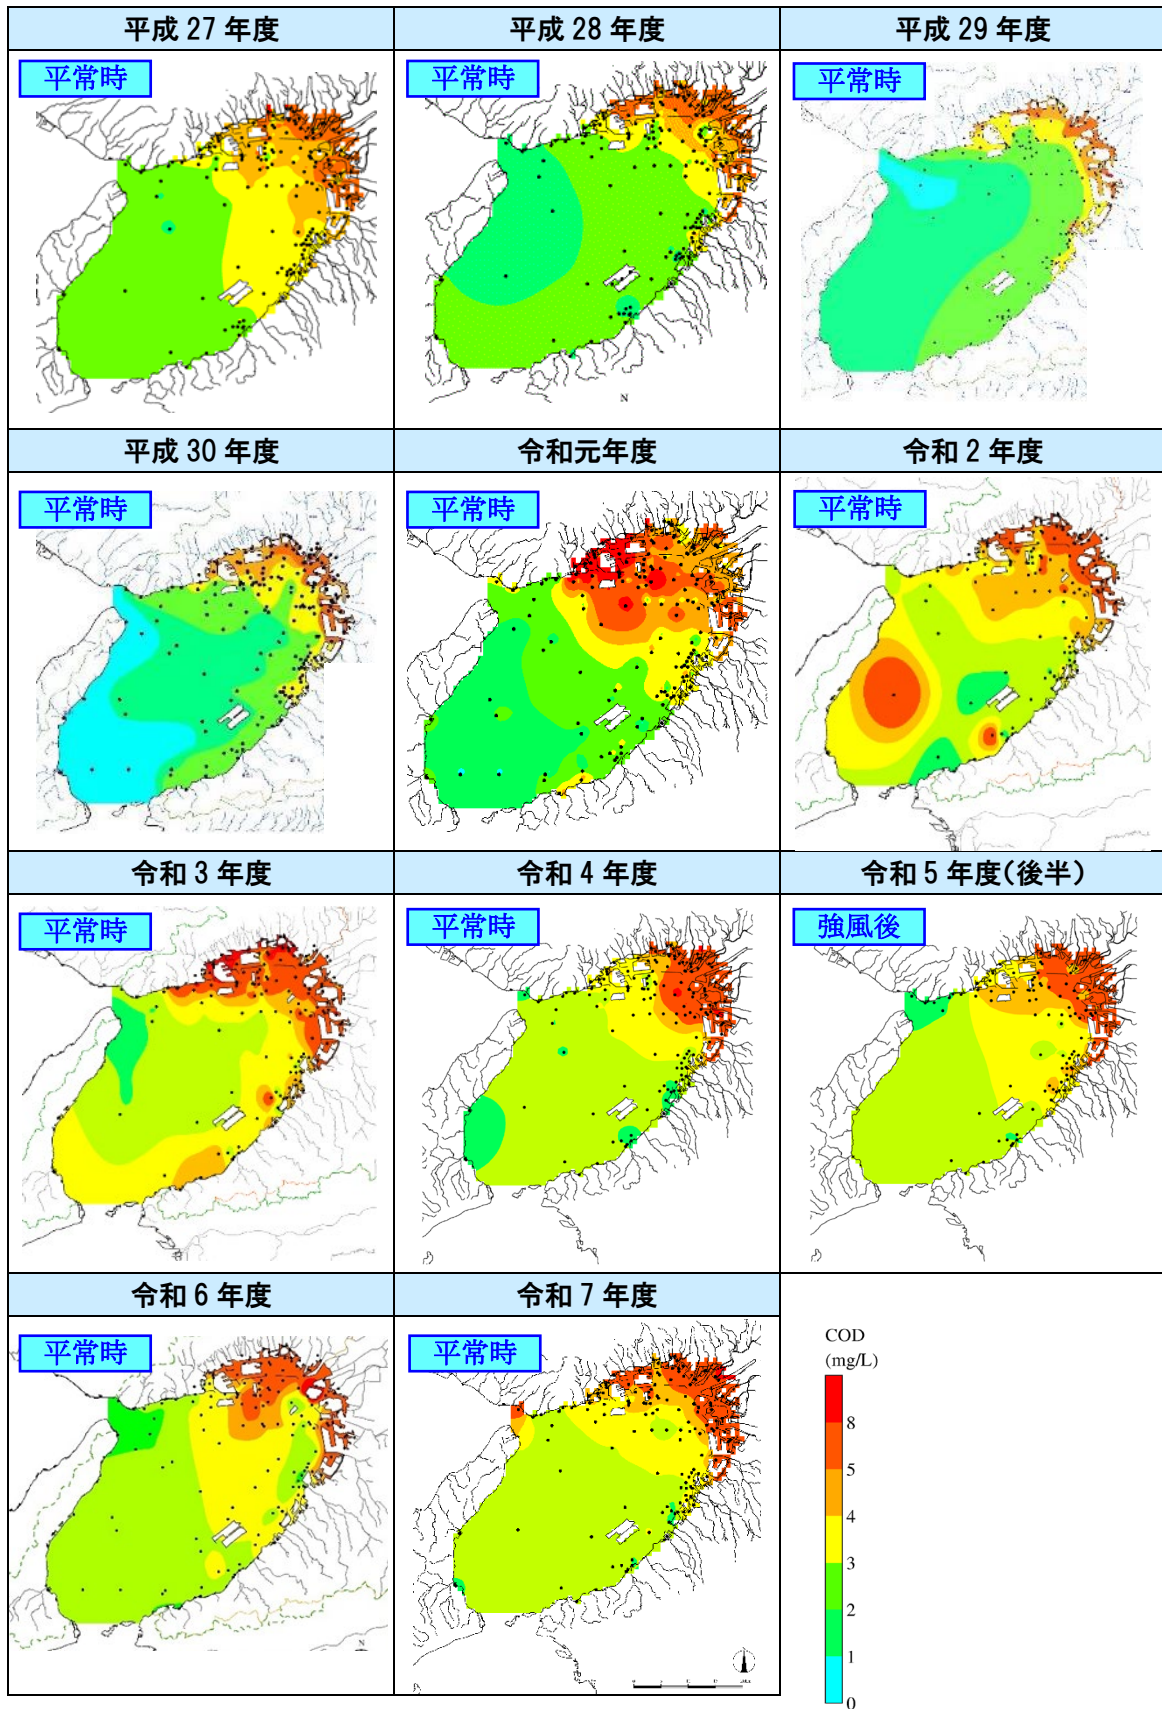 平成 27 年度
平成 28 年度
平成 29 年度
平常時
平常時
平常時
N
平成 30 年度
令和元年度
令和 2 年度
平常時
平常時
平常時
令和 3 年度
令和 4 年度
令和 5 年度(後半)
平常時
平常時
強風後
令和 6 年度
令和 7 年度
平常時
平常時
N
COD
(mg/L)
8
5
4
3
2
1
0